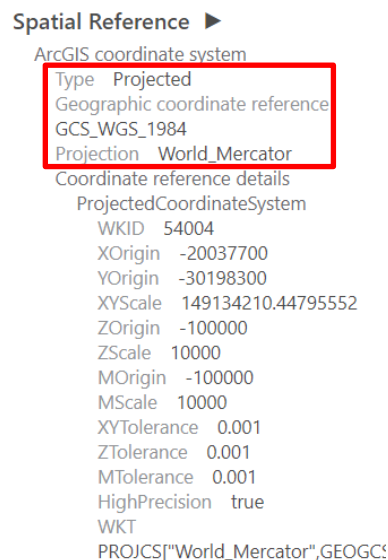 Spatial Reference ▶
ArcGIS coordinate system
Type Projected
Geographic coordinate reference
GCS_WGS_1984
Projection World_Mercator
Coordinate reference details
ProjectedCoordinateSystem
WKID 54004
XOrigin -20037700
YOrigin -30198300
XYScale 149134210.44795552
ZOrigin -100000
ZScale 10000
MOrigin -100000
MScale 10000
XYTolerance 0.001
ZTolerance 0.001
MTolerance 0.001
HighPrecision true
WKT
PROJCS["World_Mercator",GEOGCS